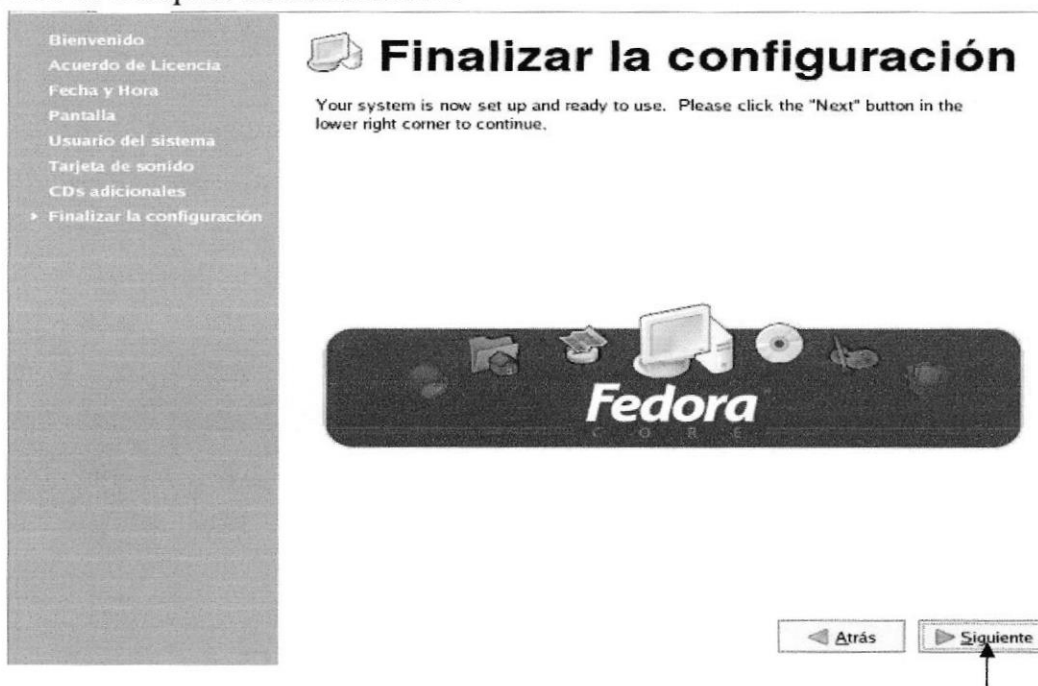 Bienvenido
Acuerdo de Licencia
Fecha y Hora
Pantalla
Usuario del sistema
Tarjeta de sonido
CDs adicionales
Finalizar la configuración
Finalizar la configuración
Your system is now set up and ready to use. Please click the "Next" button in the
lower right corner to continue.
Fedora
CORE
Atrás
Siguiente